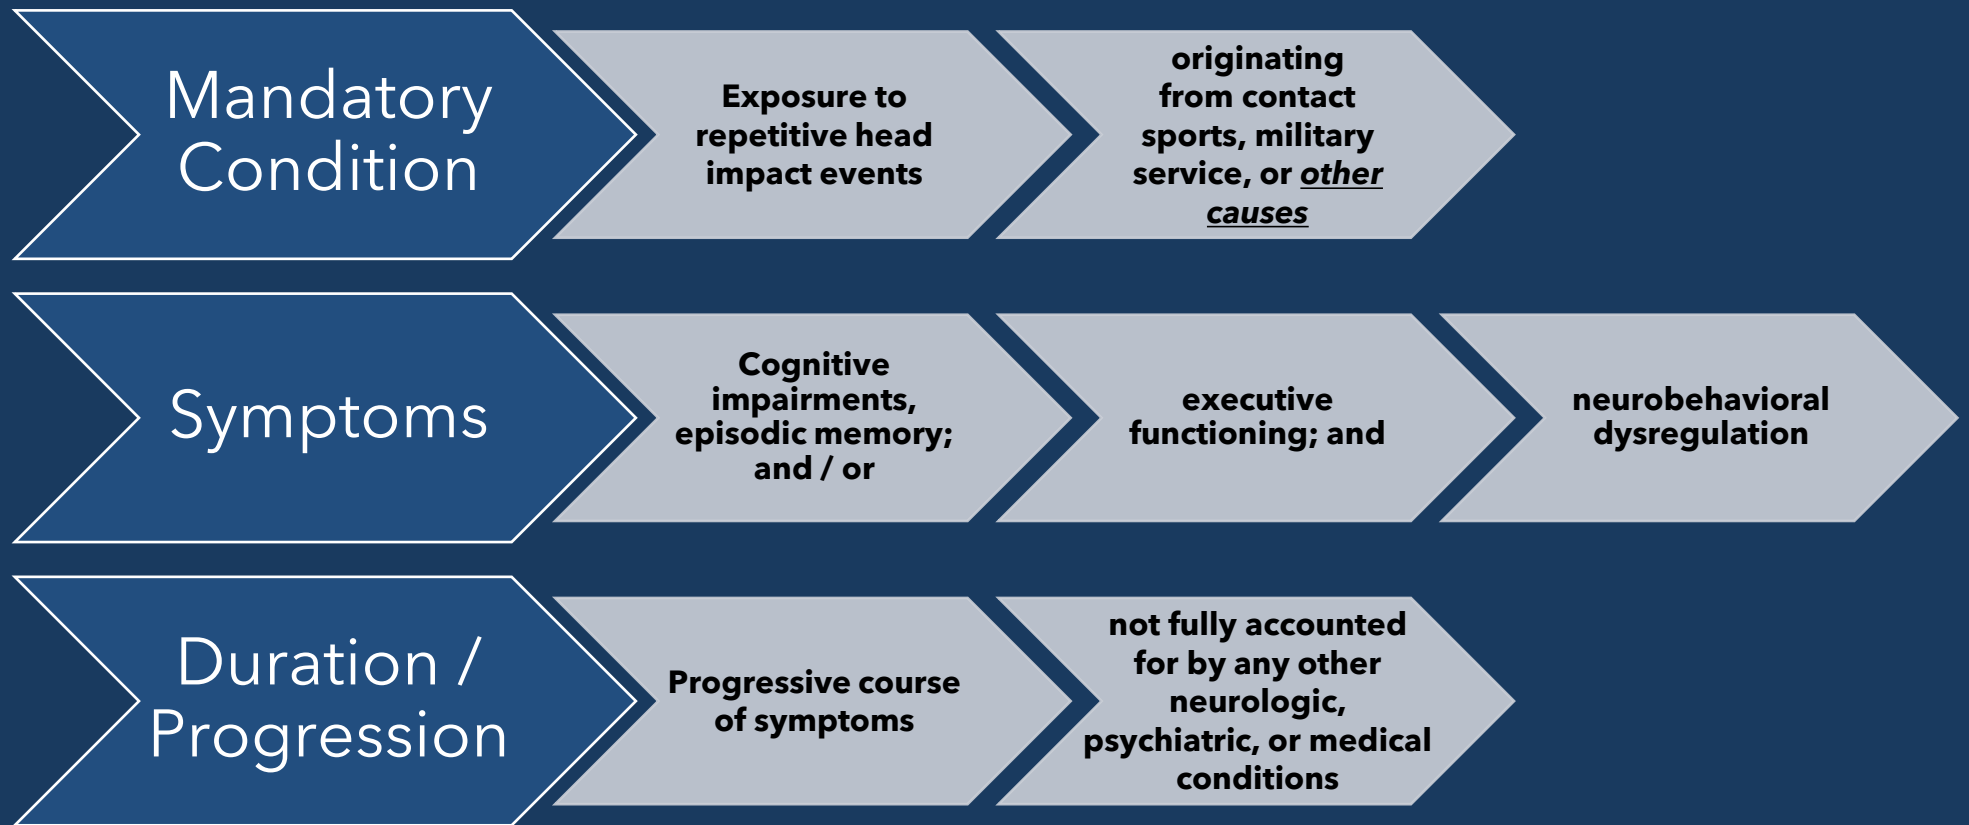 Mandatory
Condition
Exposure to
repetitive head
impact events
originating
from contact
sports, military
service, or other
causes
Symptoms
Cognitive
impairments,
episodic memory;
and / or
executive
functioning; and
neurobehavioral
dysregulation
Duration /
Progression
Progressive course
of symptoms
not fully accounted
for by any other
neurologic,
psychiatric, or medical
conditions